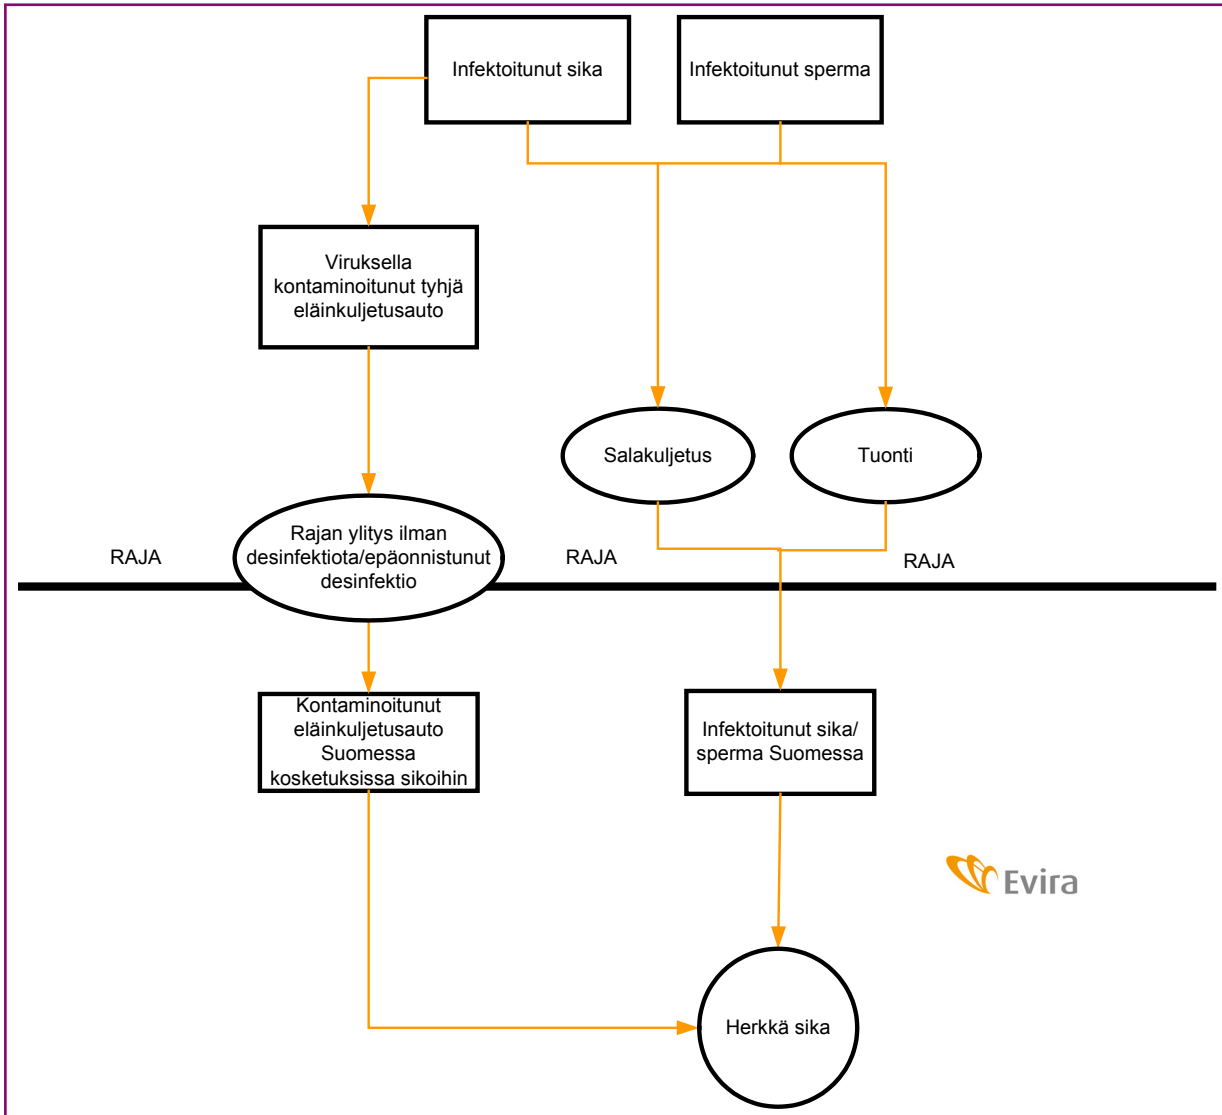 Infektoitunut sika
Infektoitunut sperma
Viruksella
kontaminoitunut tyhjä
eläinkuljetusauto
Salakuljetus
Tuonti
Rajan ylitys ilman
desinfektiota/epäonnistunut
desinfektio
RAJA
RAJA
RAJA
Kontaminoitunut
eläinkuljetusauto
Suomessa
kosketuksissa sikoihin
Infektoitunut sika/
sperma Suomessa
Evira
Herkkä sika